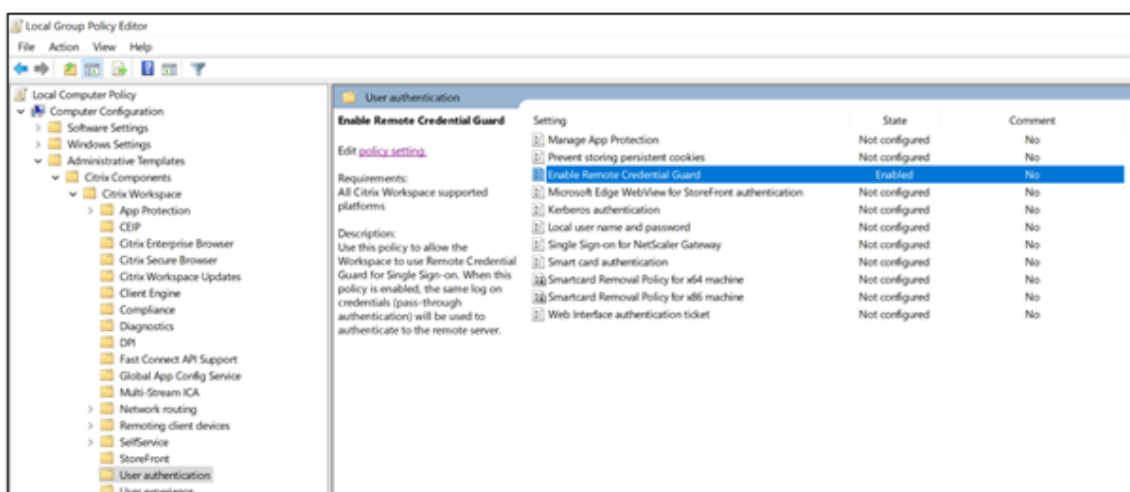 Local Group Policy Editor
File Action View Help
Local Computer Policy
Computer Configuration
Software Settings
Windows Settings
Administrative Templates
Citrix Components
Citrix Workspace
App Protection
CEIP
Citrix Enterprise Browser
Citrix Secure Browser
Citrix Workspace Updates
Client Engine
Compliance
Diagnostics
DPI
Fast Connect API Support
Global App Config Service
Multi-Stream ICA
Network routing
Remoting client devices
SelfService
StoreFront
User authentication
User experience
User authentication
Enable Remote Credential Guard
Edit policy setting.
Requirements:
All Citrix Workspace supported
platforms
Description:
Use this policy to allow the
Workspace to use Remote Credential
Guard for Single Sign-on. When this
policy is enabled, the same log on
credentials (pass-through
authentication) will be used to
authenticate to the remote server.
Setting State Comment
Manage App Protection Not configured No
Prevent storing persistent cookies Not configured No
Enable Remote Credential Guard Enabled No
Microsoft Edge WebView for StoreFront authentication Not configured No
Kerberos authentication Not configured No
Local user name and password Not configured No
Single Sign-on for NetScaler Gateway Not configured No
Smart card authentication Not configured No
Smartcard Removal Policy for x64 machine Not configured No
Smartcard Removal Policy for x86 machine Not configured No
Web Interface authentication ticket Not configured No